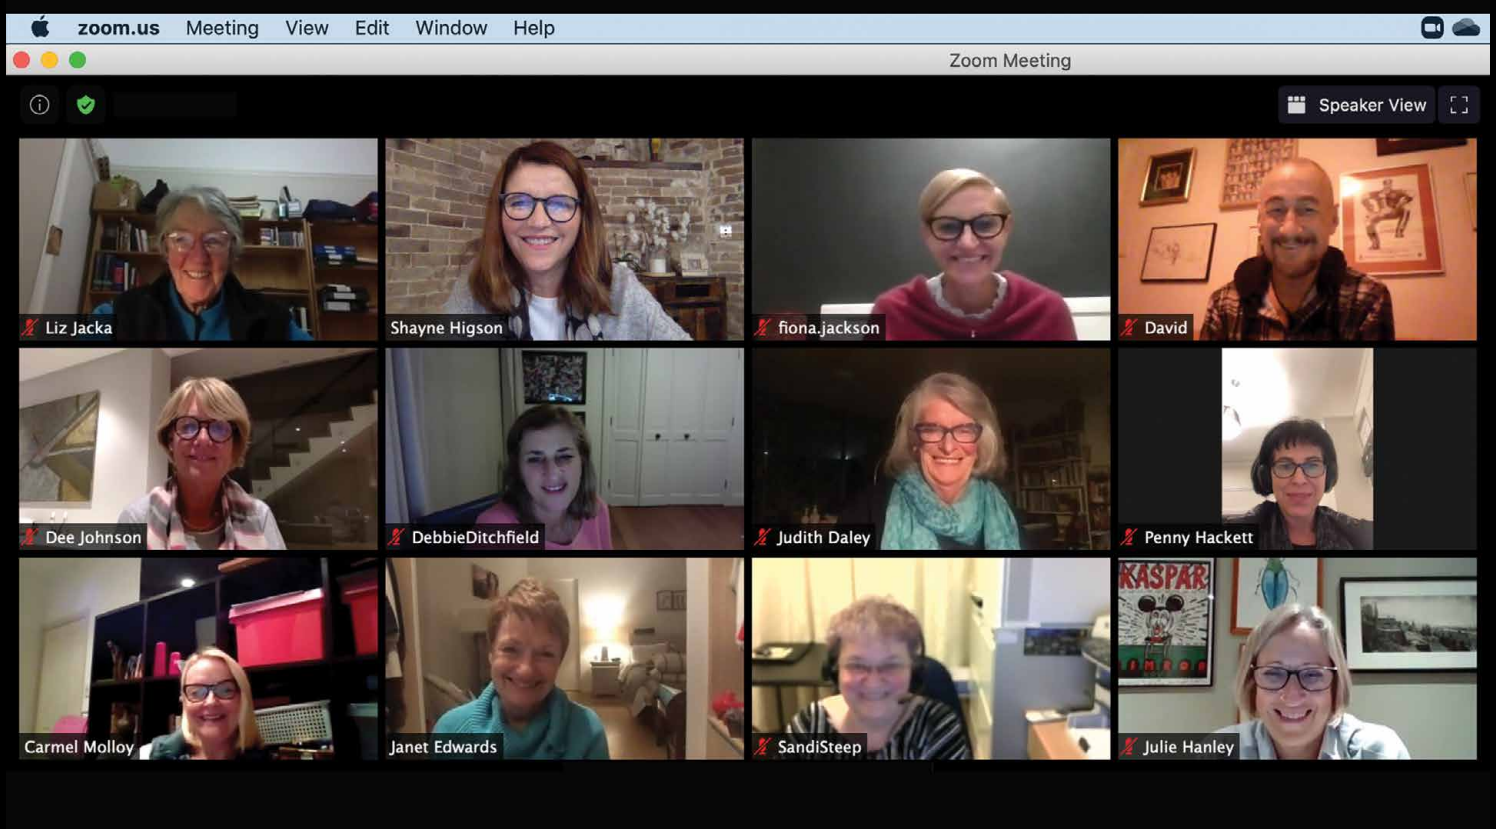 zoom.us Meeting View Edit Window Help
Zoom Meeting
Speaker View
Liz Jacka
Shayne Higson
fiona.jackson
David
Dee Johnson
DebbieDitchfield
Judith Daley
Penny Hackett
KASPAR
Carmel Molloy
Janet Edwards
SandiSteep
Julie Hanley